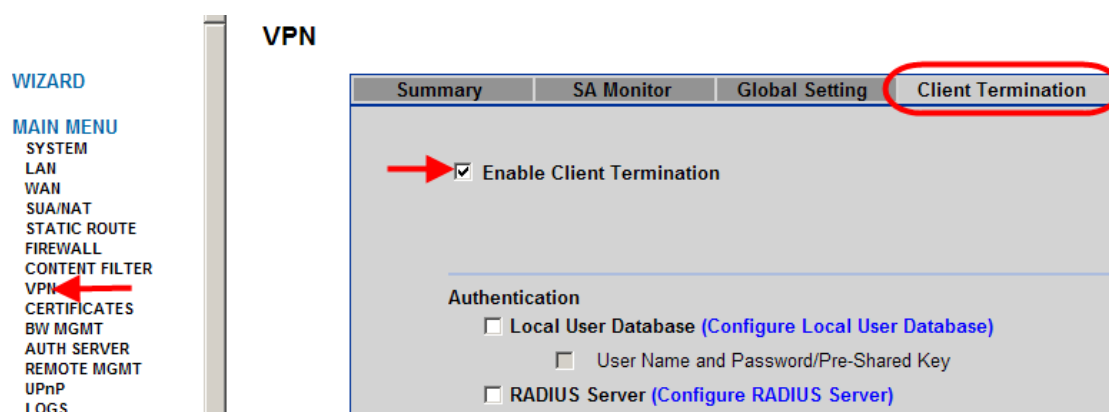 VPN
WIZARD
MAIN MENU
SYSTEM
LAN
WAN
SUA/NAT
STATIC ROUTE
FIREWALL
CONTENT FILTER
VPN
CERTIFICATES
BW MGMT
AUTH SERVER
REMOTE MGMT
UPnP
LOGS
Summary SA Monitor Global Setting Client Termination
Enable Client Termination
Authentication
Local User Database (Configure Local User Database)
User Name and Password/Pre-Shared Key
RADIUS Server (Configure RADIUS Server)